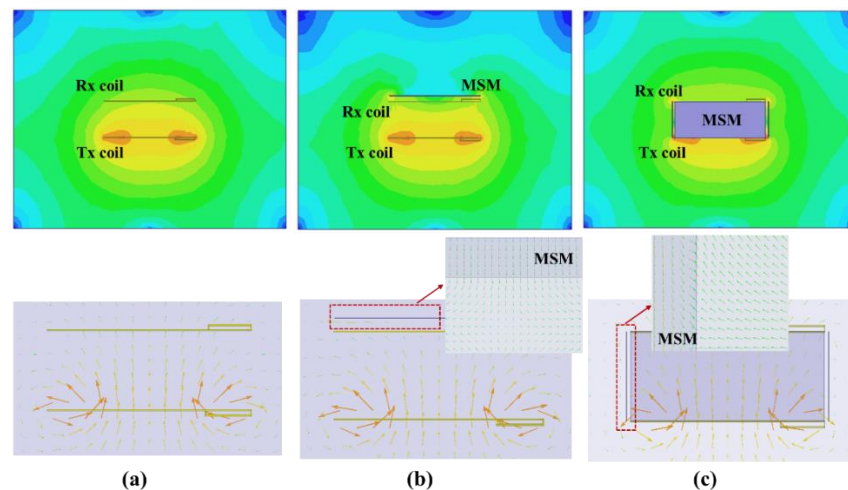 Rx coil
Tx coil
MSM
Rx coil
Tx coil
Rx coil
MSM
Tx coil
MSM
MSM
(a)
(b)
(c)